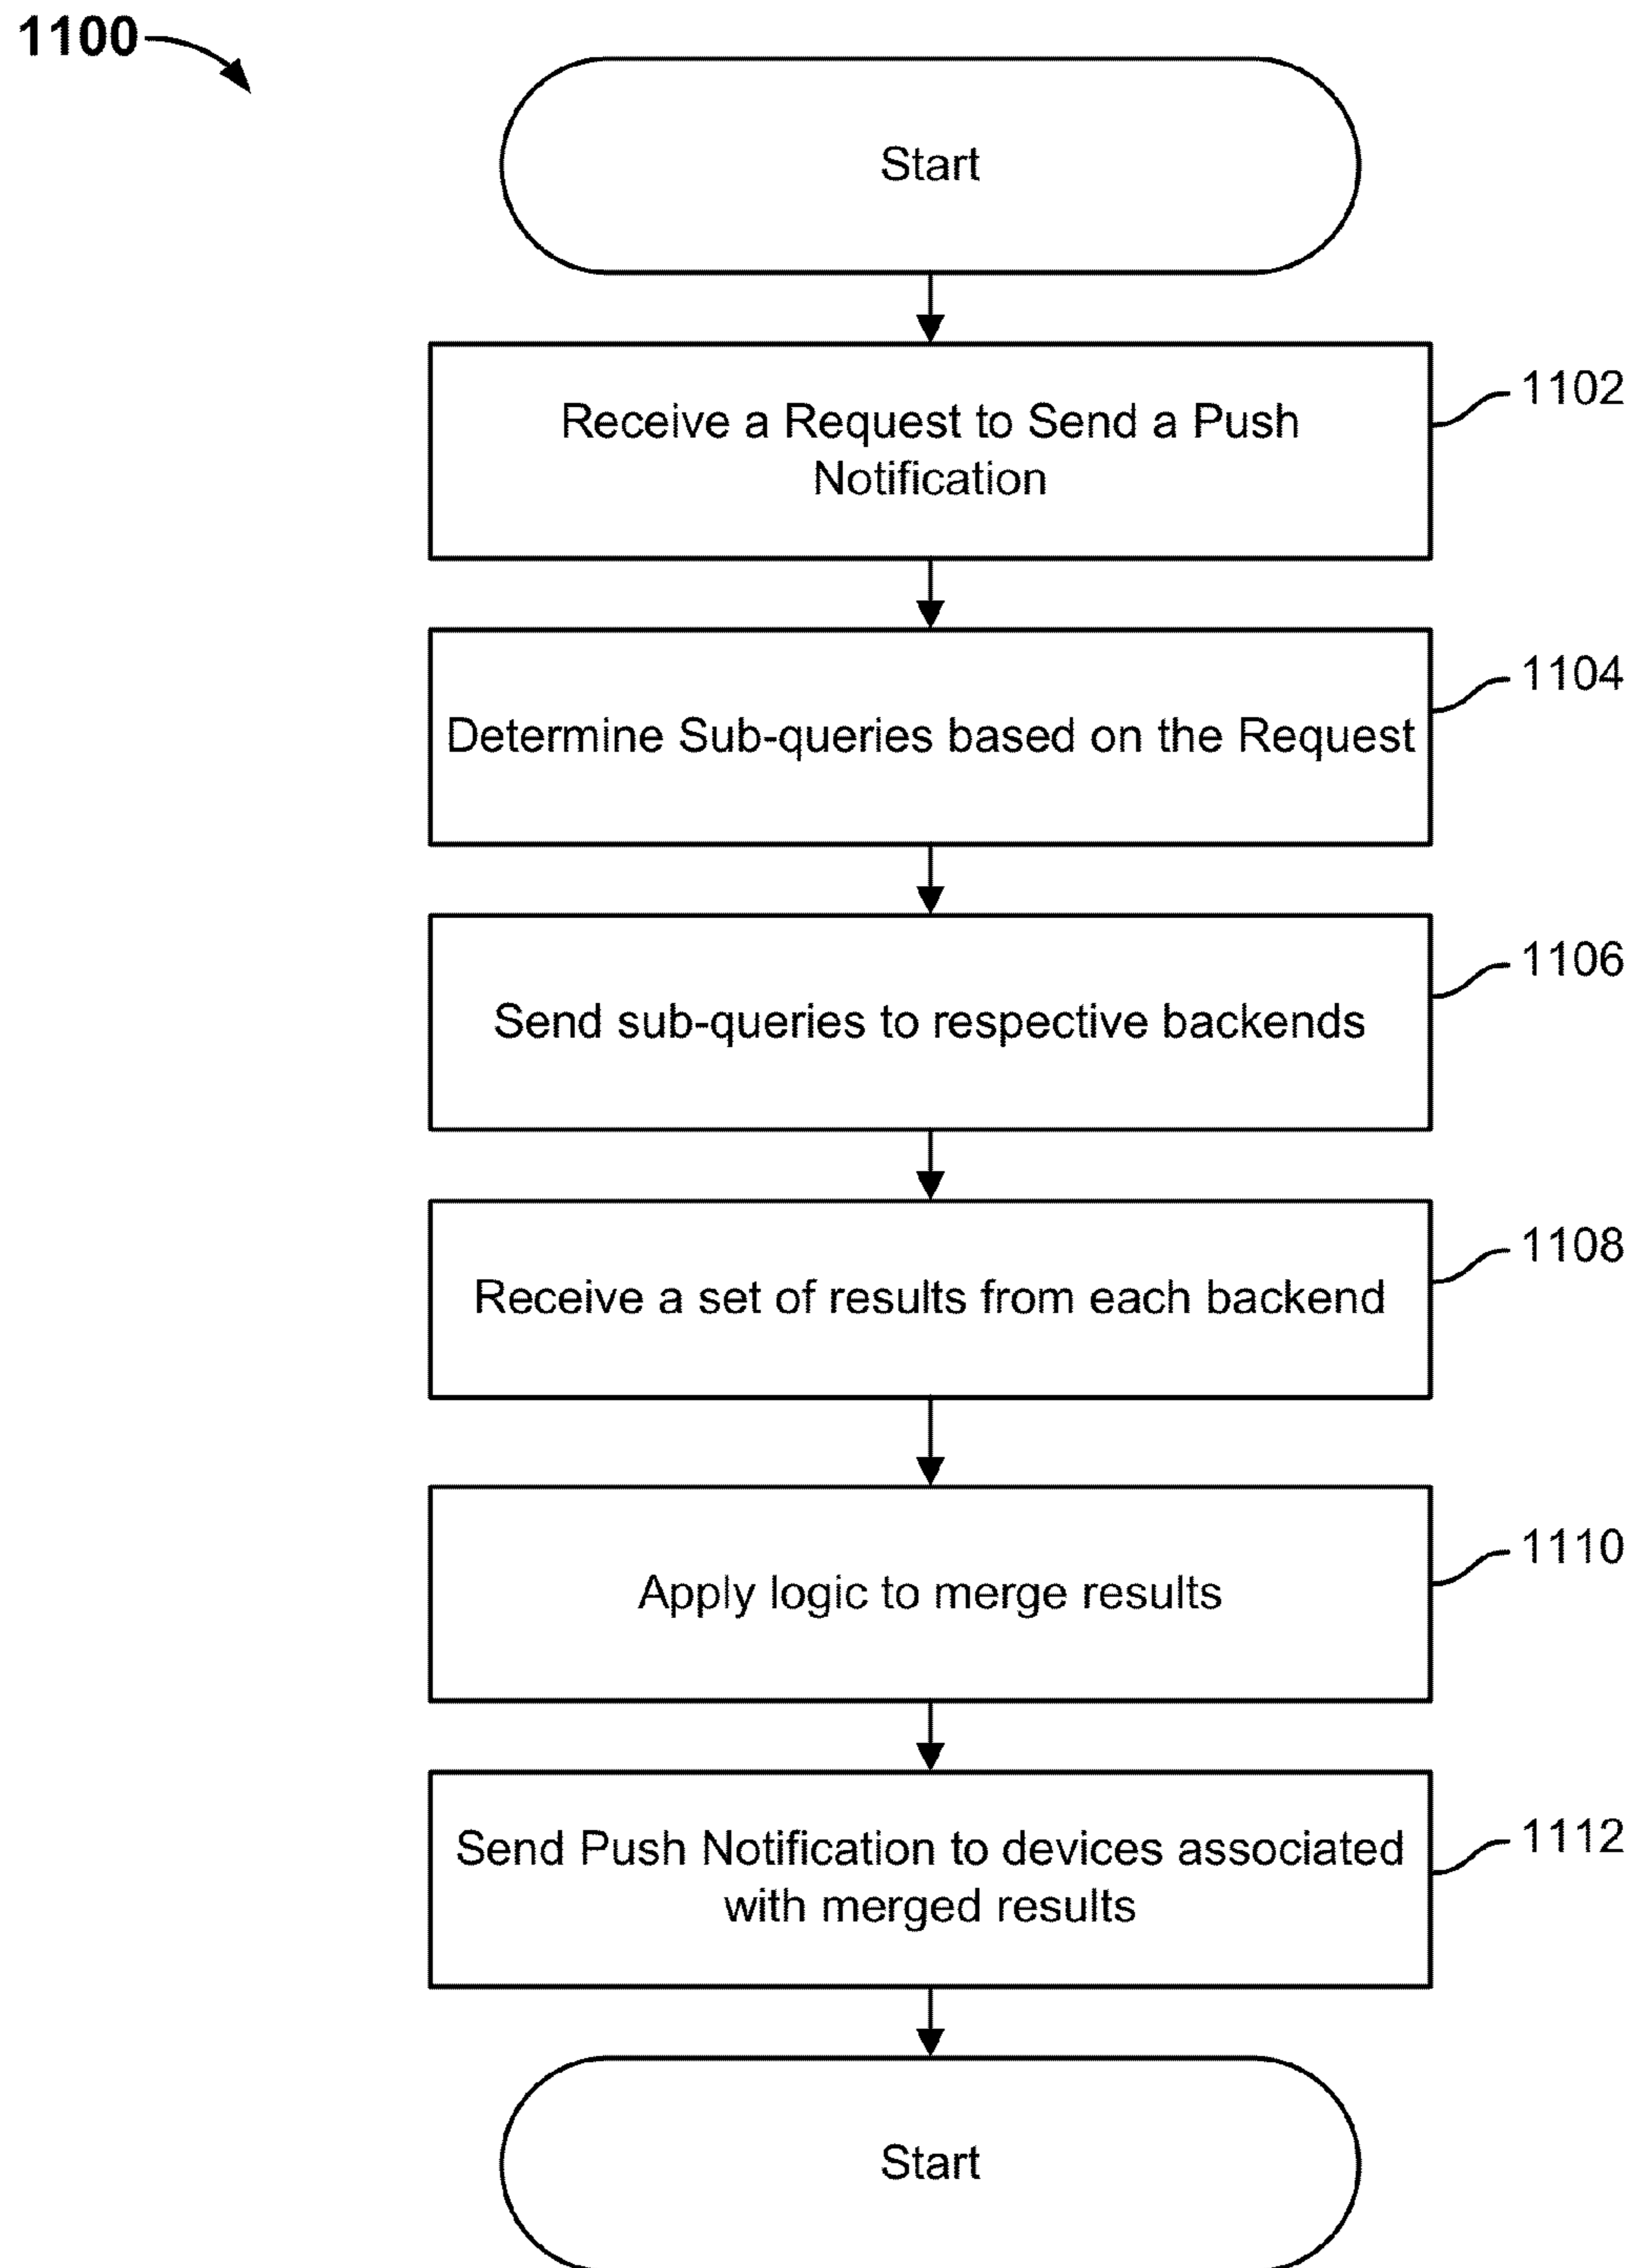 1100
Start
Receive a Request to Send a Push
Notification
1102
Determine Sub-queries based on the Request
1104
Send sub-queries to respective backends
1106
Receive a set of results from each backend
1108
Apply logic to merge results
1110
Send Push Notification to devices associated
with merged results
1112
Start